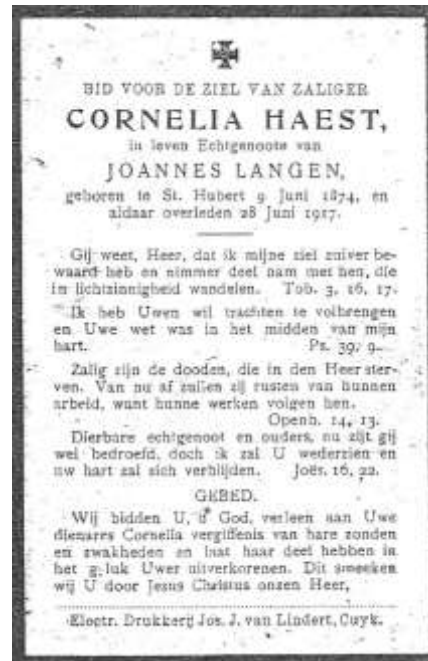 BID VOOR DE ZIEL VAN ZALIGER
CORNELIA HAEST,
in leven Echtgenoote van
JOANNES LANGEN,
geboren te St. Hubert 9 Juni 1874, en
aldaar overleden 28 Juni 1917.
Gij weet, Heer, dat ik mijne ziel zuiver be-
waard heb en nimmer deel nam met hen, die
in lichtzinnigheid wandelen. Tob. 3, 16, 17.
Ik heb Uwen wil trachten te volbrengen
en Uwe wet was in het midden van mijn
hart. Ps. 39, 9.
Zalig zijn de dooden, die in den Heer ster-
ven. Van nu af zullen zij rusten van hunnen
arbeid, want hunne werken volgen hen.
Openb. 14, 13.
Dierbare echtgenoot en ouders, nu zijt gij
wel bedroefd, doch ik zal U wederzien en
uw hart zal zich verblijden. Joës. 16, 22.
GEBED.
Wij bidden U, o God, verleen aan Uwe
dienares Cornelia vergiffenis van hare zonden
en zwakheden en laat haar deel hebben in
het geluk Uwer uitverkorenen. Dit smeeken
wij U door Jesus Christus onzen Heer,
Electr. Drukkerij Jos. J. van Lindert, Cuyk.